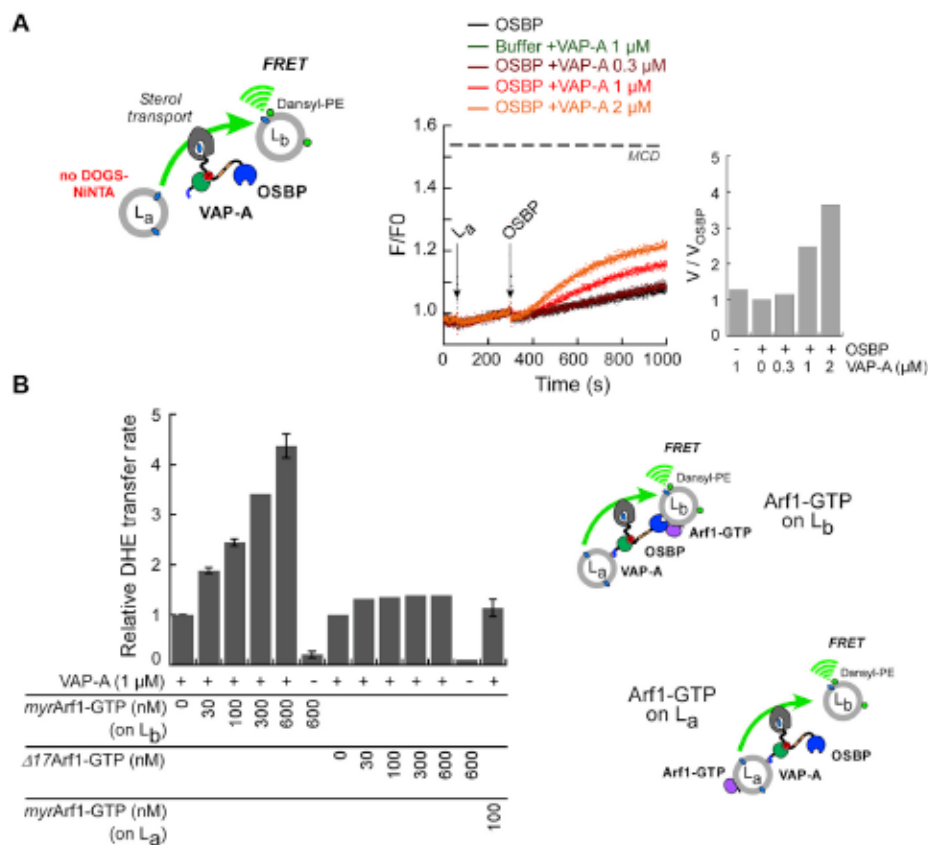 A
FRET
Dansyl-PE
Sterol
transport
Lb
no DOGS-
NiNTA
OSBP
La
VAP-A
OSBP
Buffer +VAP-A 1 µM
OSBP +VAP-A 0.3 µM
OSBP +VAP-A 1 µM
OSBP +VAP-A 2 µM
1.6
MCD
1.4
La
OSBP
F/F0
1.2
1.0
0 200 400 600 800 1000
Time (s)
V / VOSBP
5
4
3
2
1
0
- + + + + OSBP
1 0 0.3 1 2 VAP-A (µM)
B
Relative DHE transfer rate
5
4
3
2
1
0
VAP-A (1 µM) + + + + + - + + + + + - +
myrArf1-GTP (nM) 0 30 100 300 600 600
(on Lb)
Δ17Arf1-GTP (nM) 0 30 100 300 600 600
myrArf1-GTP (nM) 100
(on La)
FRET
Dansyl-PE
Lb
Arf1-GTP
OSBP
La
VAP-A
Arf1-GTP
on Lb
FRET
Dansyl-PE
Lb
Arf1-GTP
on La
OSBP
Arf1-GTP
La
VAP-A